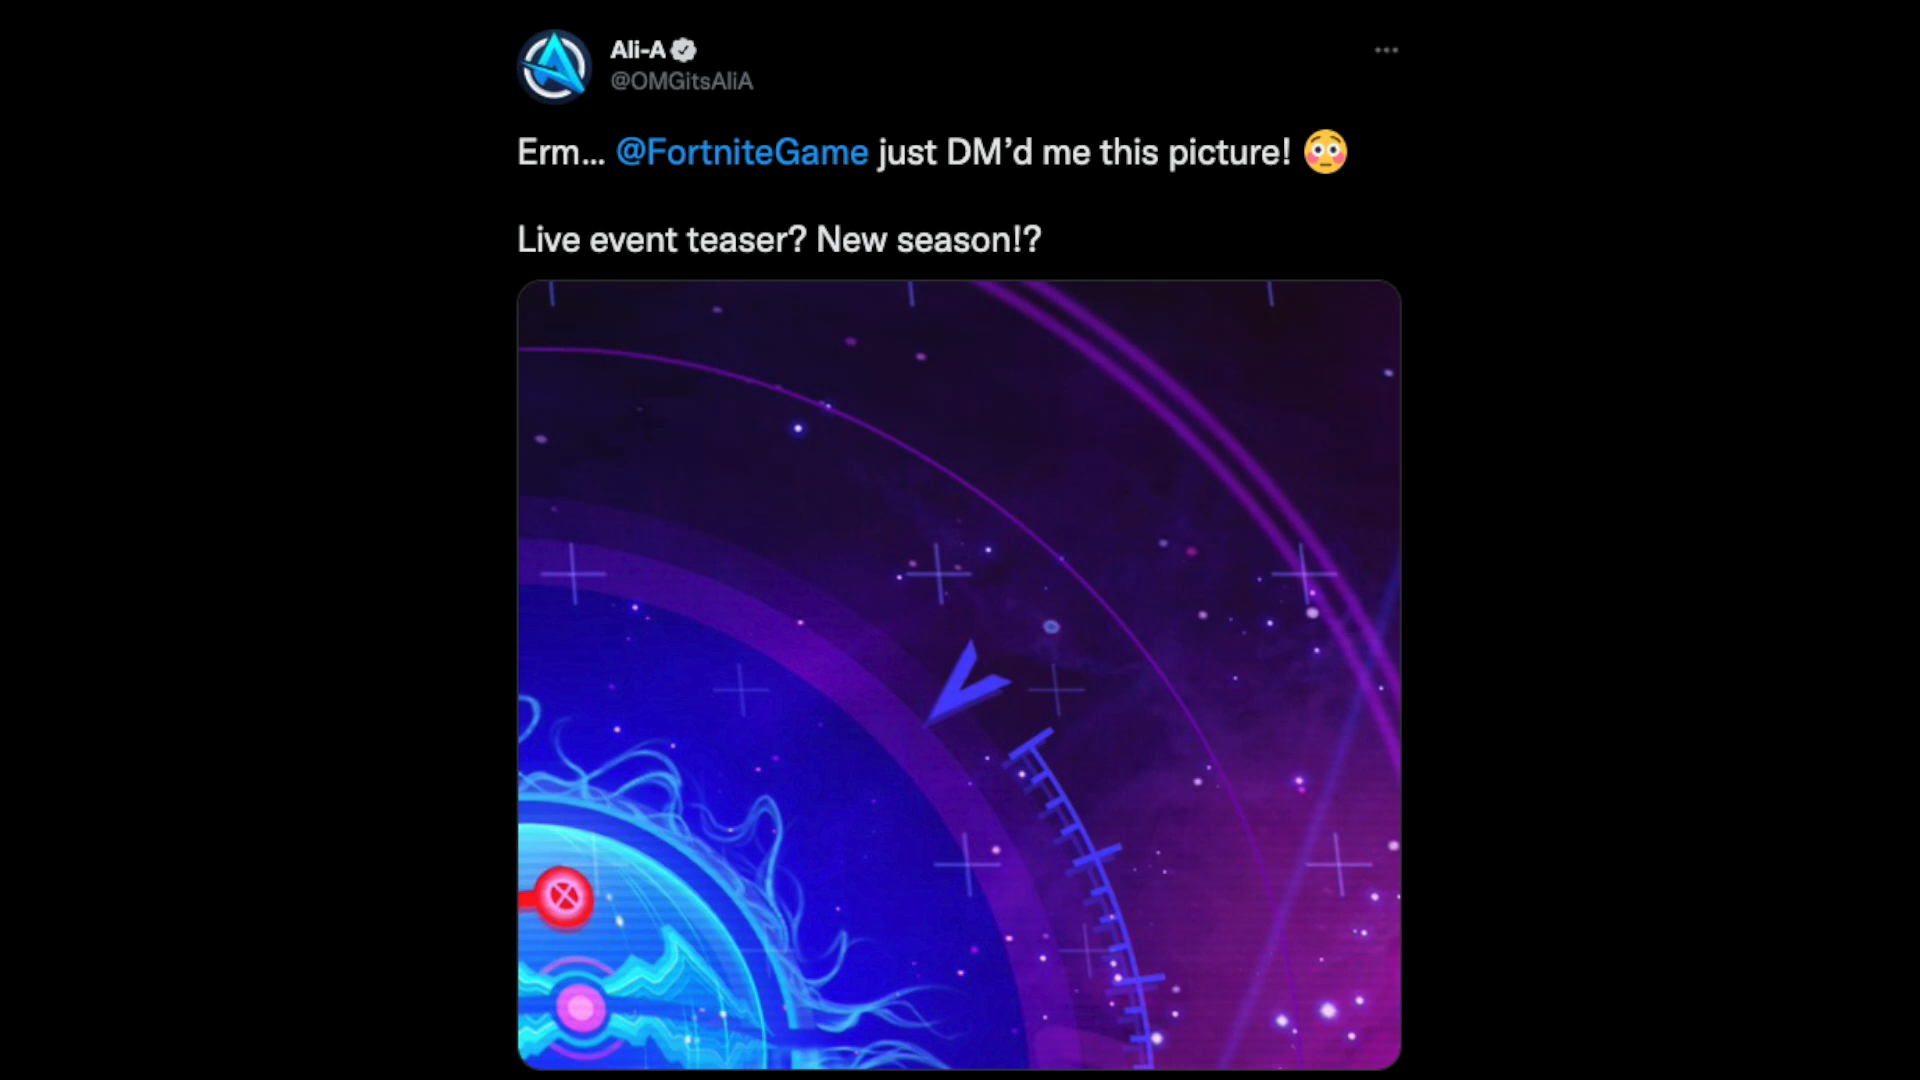 Ali-A
@OMGitsAliA
Erm... @FortniteGame just DM’d me this picture! 😳
Live event teaser? New season!?